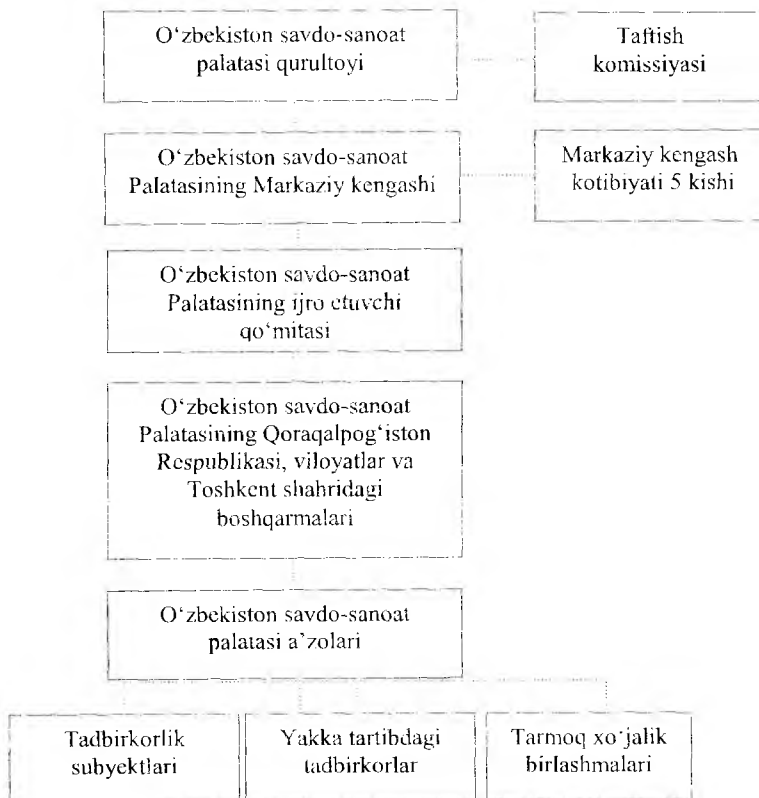 O‘zbekiston savdo-sanoat
palatasi qurultoyi
Taftish
komissiyasi
O‘zbekiston savdo-sanoat
Palatasining Markaziy kengashi
Markaziy kengash
kotibiyati 5 kishi
O‘zbekiston savdo-sanoat
Palatasining ijro etuvchi
qo‘mitasi
O‘zbekiston savdo-sanoat
Palatasining Qoraqalpog‘iston
Respublikasi, viloyatlar va
Toshkent shahridagi
boshqarmalari
O‘zbekiston savdo-sanoat
palatasi a’zolari
Tadbirkorlik
subyektlari
Yakka tartibdagi
tadbirkorlar
Tarmoq xo‘jalik
birlashmalari